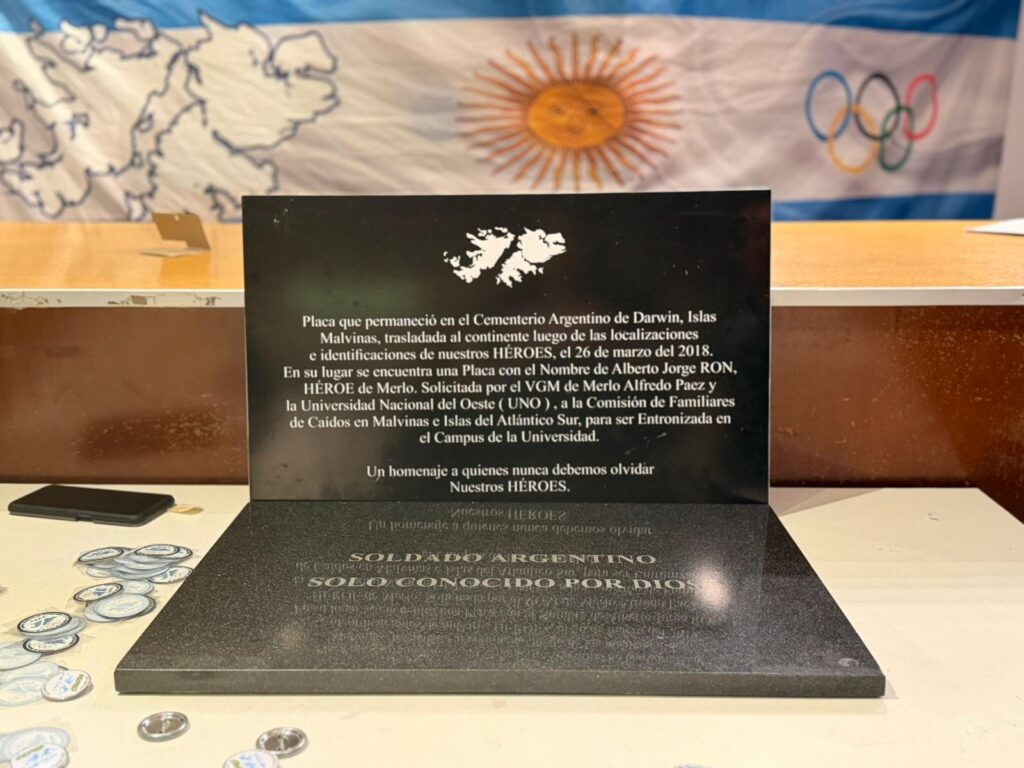 Placa que permaneció en el Cementerio Argentino de Darwin, Islas
Malvinas, trasladada al continente luego de las localizaciones
e identificaciones de nuestros HÉROES, el 26 de marzo del 2018.
En su lugar se encuentra una Placa con el Nombre de Alberto Jorge RON,
HÉROE de Merlo. Solicitada por el VGM de Merlo Alfredo Paez y
la Universidad Nacional del Oeste ( UNO ) , a la Comisión de Familiares
de Caídos en Malvinas e Islas del Atlántico Sur, para ser Entronizada en
el Campus de la Universidad.
Un homenaje a quienes nunca debemos olvidar
Nuestros HÉROES.
SOLDADO ARGENTINO
SOLO CONOCIDO POR DIOS